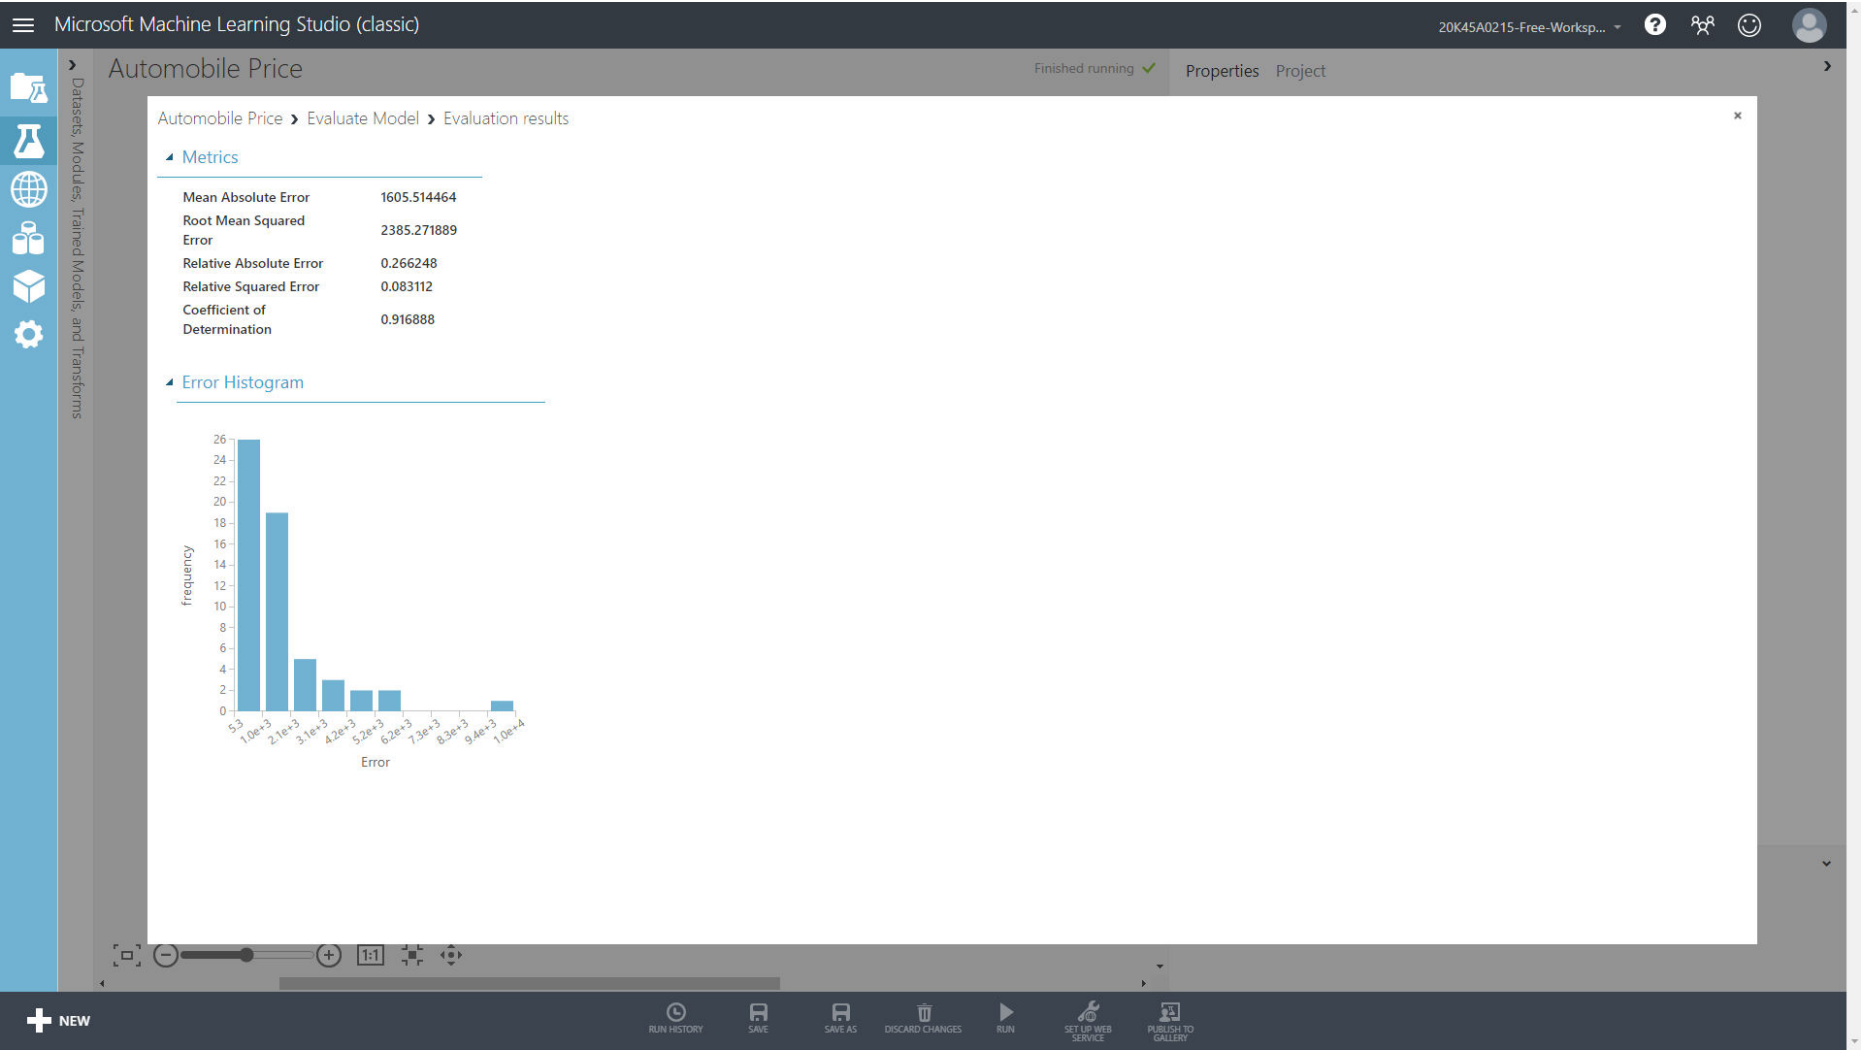 Microsoft Machine Learning Studio (classic)
20K45A0215-Free-Worksp...
Automobile Price
Finished running
Properties
Project
Datasets, Modules, Trained Models, and Transforms
Automobile Price > Evaluate Model > Evaluation results
Metrics
Mean Absolute Error 1605.514464
Root Mean Squared Error 2385.271889
Relative Absolute Error 0.266248
Relative Squared Error 0.083112
Coefficient of Determination 0.916888
Error Histogram
26
24
22
20
18
16
14
12
10
8
6
4
2
0
frequency
5.3
1.0e+3
2.1e+3
3.1e+3
4.2e+3
5.2e+3
6.2e+3
7.3e+3
8.3e+3
9.4e+3
1.0e+4
Error
1:1
NEW
RUN HISTORY
SAVE
SAVE AS
DISCARD CHANGES
RUN
SET UP WEB
SERVICE
PUBLISH TO
GALLERY